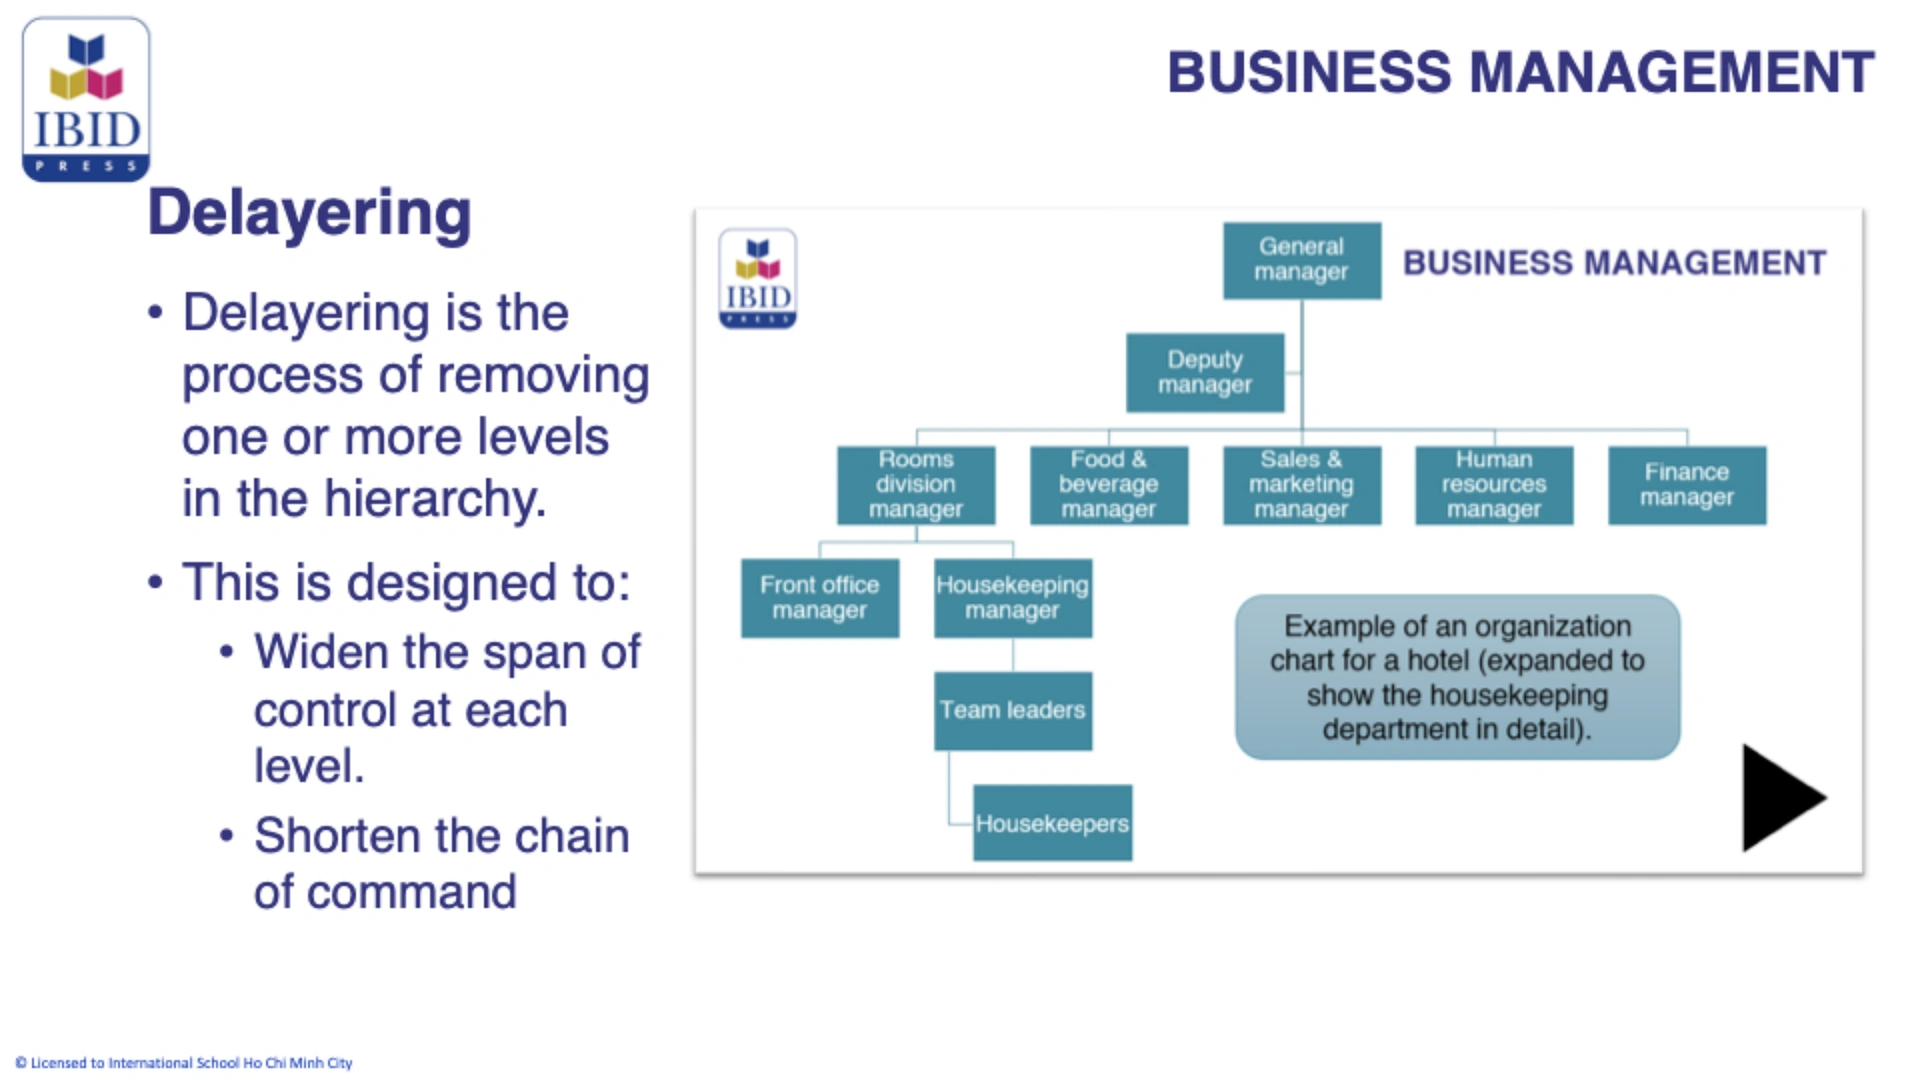 IBID
PRESS
BUSINESS MANAGEMENT
Delayering
• Delayering is the
process of removing
one or more levels
in the hierarchy.
• This is designed to:
• Widen the span of
control at each
level.
• Shorten the chain
of command
IBID
PRESS
BUSINESS MANAGEMENT
General
manager
Deputy
manager
Rooms
division
manager
Food &
beverage
manager
Sales &
marketing
manager
Human
resources
manager
Finance
manager
Front office
manager
Housekeeping
manager
Team leaders
Housekeepers
Example of an organization
chart for a hotel (expanded to
show the housekeeping
department in detail).
© Licensed to International School Ho Chi Minh City